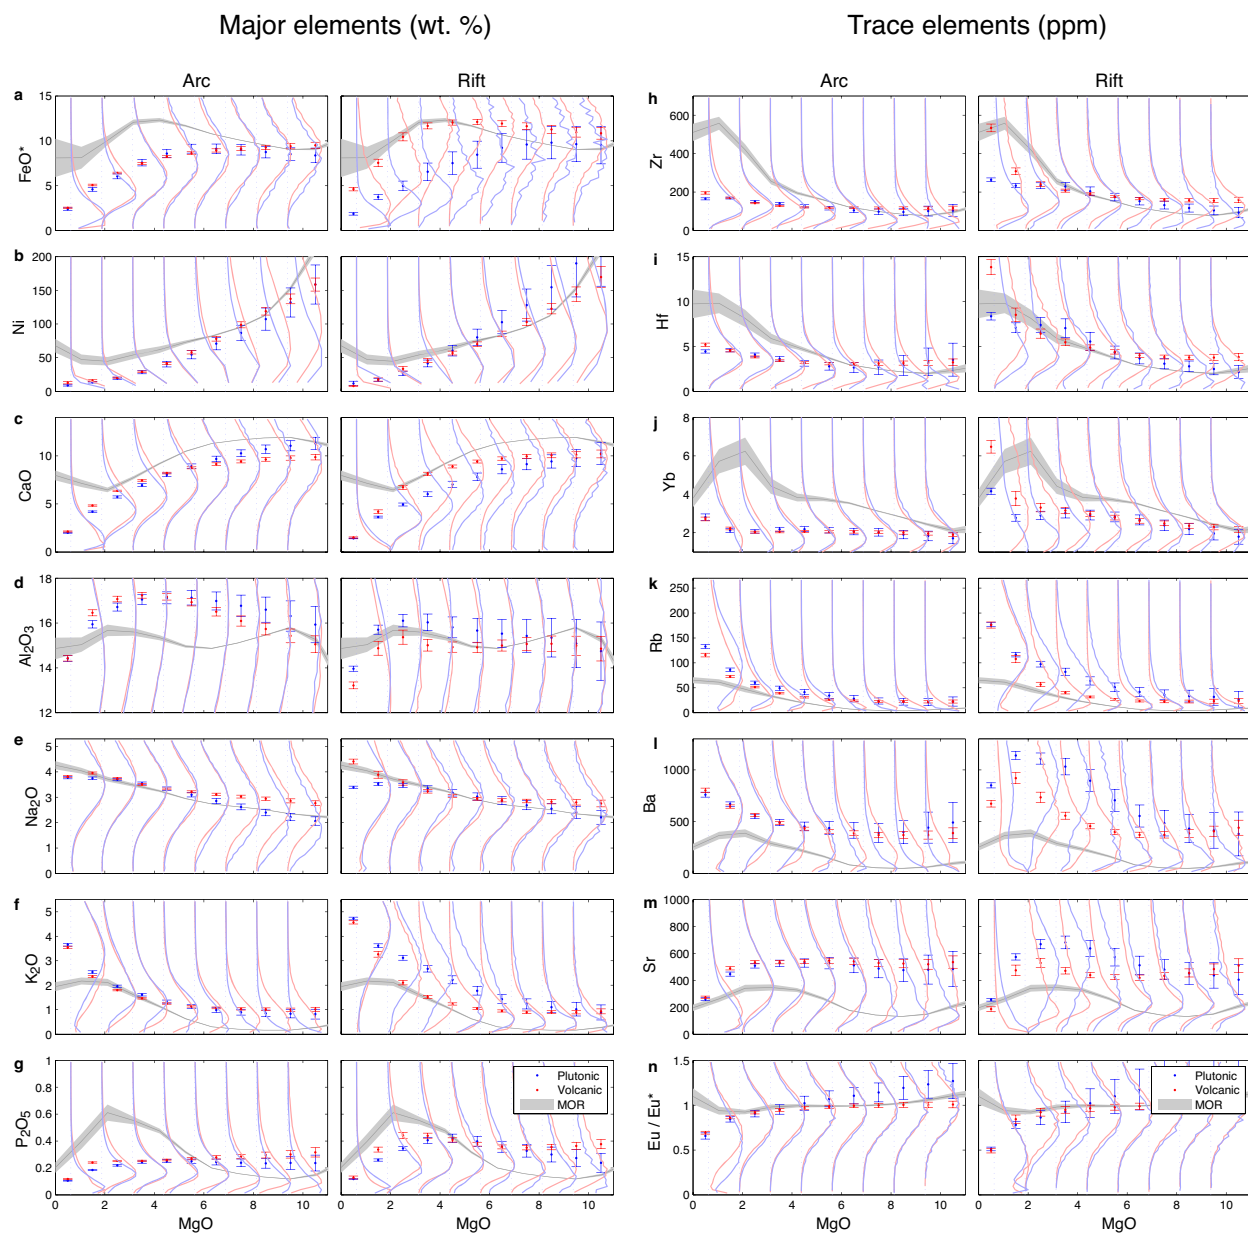 Major elements (wt. %)
Trace elements (ppm)
Arc
Rift
Arc
Rift
a
FeO*
15
10
5
0
b
Ni
200
150
100
50
0
c
CaO
10
5
0
d
Al2O3
18
16
14
12
e
Na2O
5
4
3
2
1
0
f
K2O
5
4
3
2
1
0
g
P2O5
1
0.8
0.6
0.4
0.2
0
Plutonic
Volcanic
MOR
0 2 4 6 8 10
0 2 4 6 8 10
MgO
MgO
h
Zr
600
400
200
0
i
Hf
15
10
5
0
j
Yb
8
6
4
2
k
Rb
250
200
150
100
50
0
l
Ba
1000
500
0
m
Sr
1000
800
600
400
200
0
n
Eu / Eu*
1.5
1
0.5
0
Plutonic
Volcanic
MOR
0 2 4 6 8 10
0 2 4 6 8 10
MgO
MgO